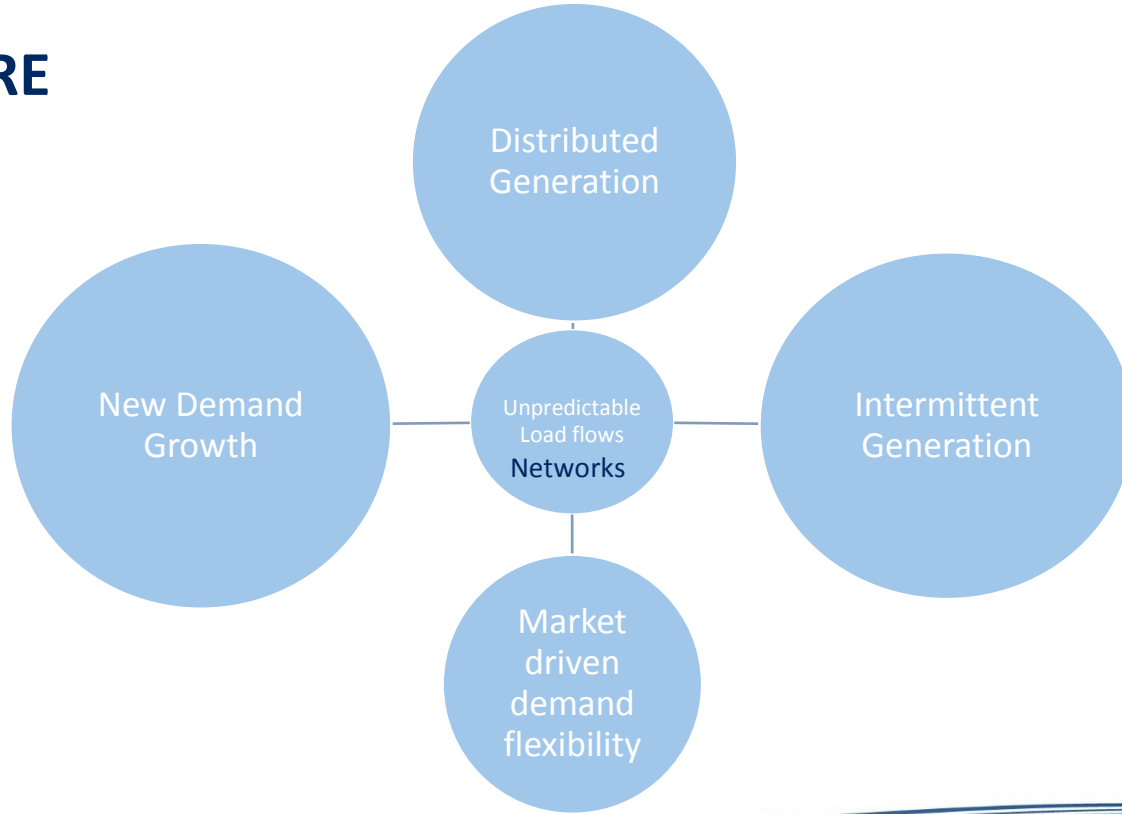 RE
Distributed
Generation
New Demand
Growth
Unpredictable
Load flows
Networks
Intermittent
Generation
Market
driven
demand
flexibility